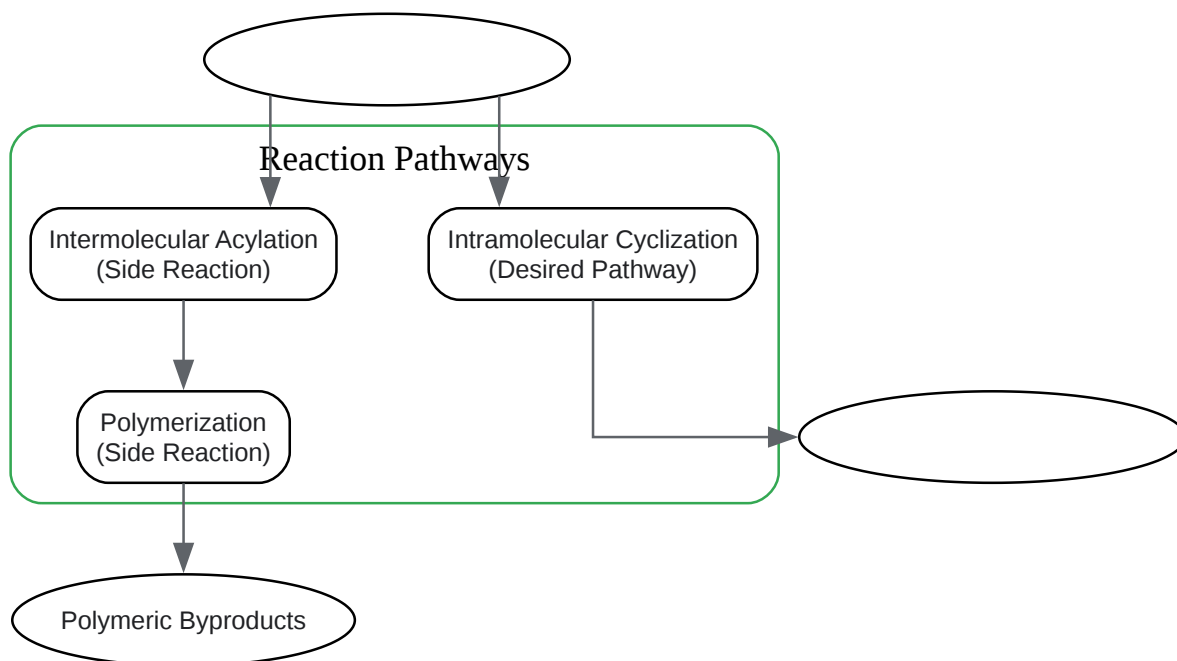 Reaction Pathways
Intermolecular Acylation
(Side Reaction)
Intramolecular Cyclization
(Desired Pathway)
Polymerization
(Side Reaction)
Polymeric Byproducts